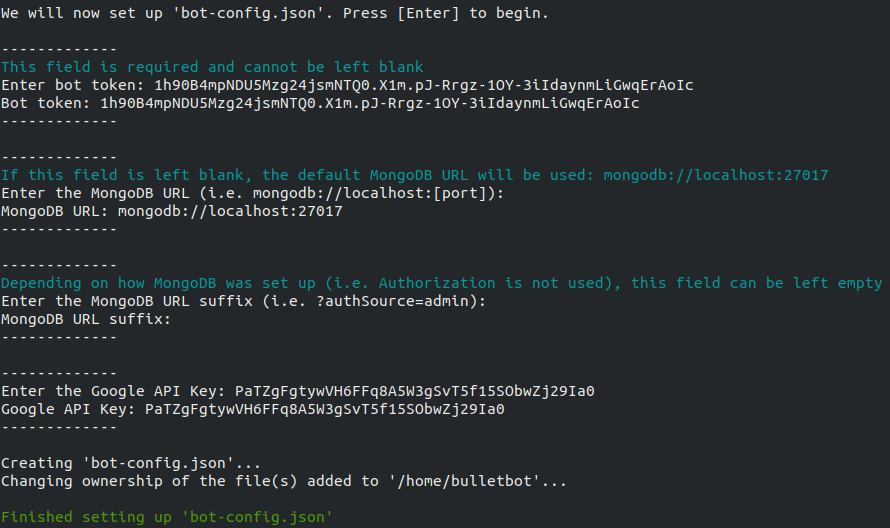 We will now set up 'bot-config.json'. Press [Enter] to begin.
-------------
This field is required and cannot be left blank
Enter bot token: 1h90B4mpNDU5Mzg24jsmNTQ0.X1m.pJ-Rrgz-1OY-3iIdaynmLiGwqErAoIc
Bot token: 1h90B4mpNDU5Mzg24jsmNTQ0.X1m.pJ-Rrgz-1OY-3iIdaynmLiGwqErAoIc
-------------
-------------
If this field is left blank, the default MongoDB URL will be used: mongodb://localhost:27017
Enter the MongoDB URL (i.e. mongodb://localhost:[port]):
MongoDB URL: mongodb://localhost:27017
-------------
-------------
Depending on how MongoDB was set up (i.e. Authorization is not used), this field can be left empty
Enter the MongoDB URL suffix (i.e. ?authSource=admin):
MongoDB URL suffix:
-------------
-------------
Enter the Google API Key: PaTZgFgtywVH6FFq8A5W3gSvT5f15SObwZj29Ia0
Google API Key: PaTZgFgtywVH6FFq8A5W3gSvT5f15SObwZj29Ia0
-------------
Creating 'bot-config.json'...
Changing ownership of the file(s) added to '/home/bulletbot'...
Finished setting up 'bot-config.json'